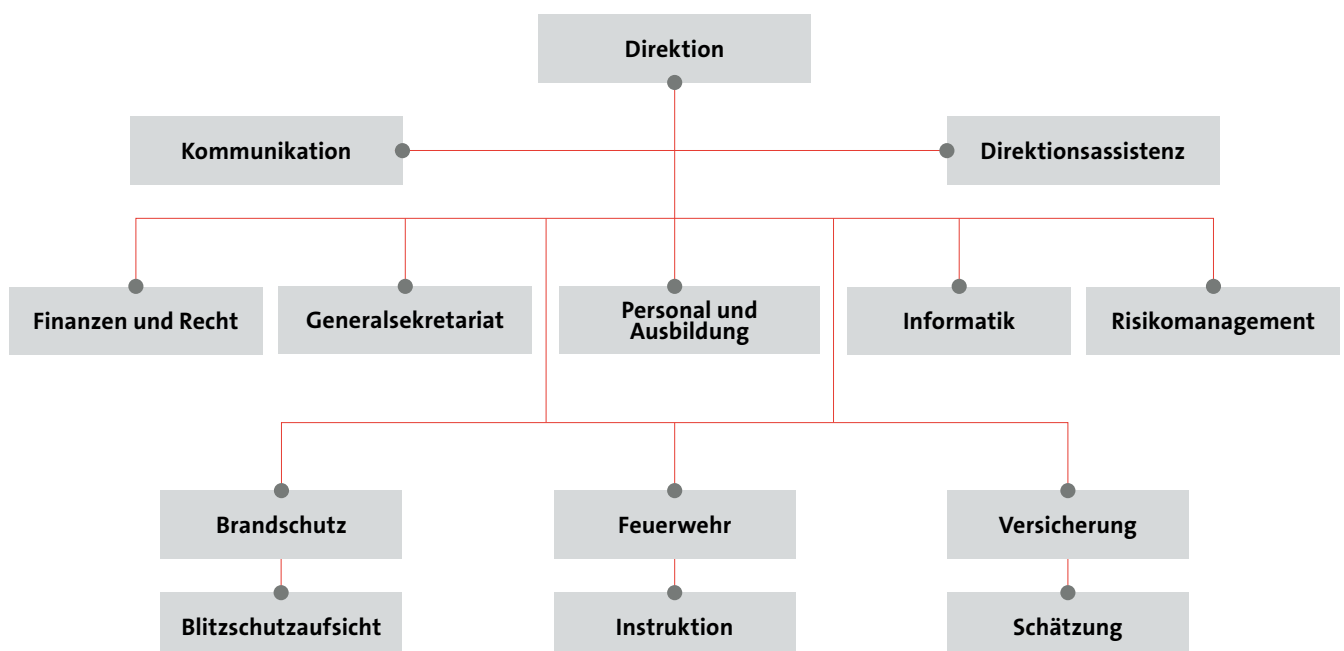 Direktion
Kommunikation
Direktionsassistenz
Finanzen und Recht
Generalsekretariat
Personal und
Ausbildung
Informatik
Risikomanagement
Brandschutz
Feuerwehr
Versicherung
Blitzschutzaufsicht
Instruktion
Schätzung